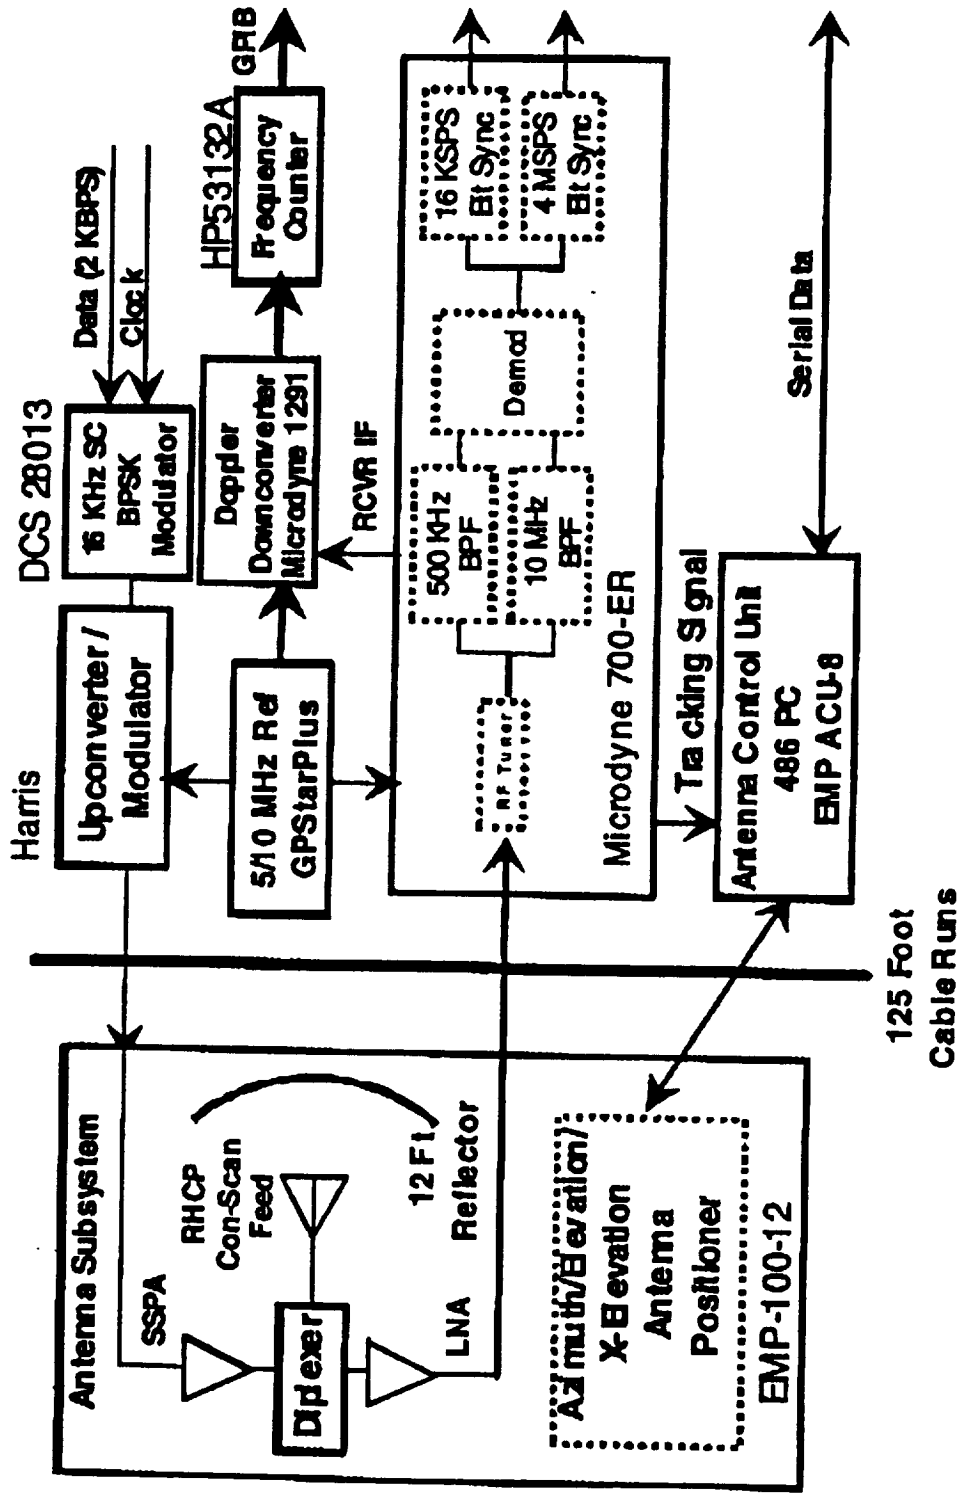 Antenna Subsystem
SSPA
RHCP
Con-Scan
Feed
Diplexer
LNA
12 Ft
Reflector
Azimuth/Elevation/
X-Elevation
Antenna
Positioner
EMP-100-12
125 Foot
Cable Runs
Harris
Upconverter/
Modulator
DCS 28013
16 KHz SC
BPSK
Modulator
Data (2 KBPS)
Clock
5/10 MHz Ref
GPStarPlus
Doppler
Downconverter
Microdyne 1291
HP53132A
Frequency
Counter
GPIB
RCVR IF
RF Tuner
500 KHz
BPF
10 MHz
BPF
Demod
16 KSPS
Bit Sync
4 MSPS
Bit Sync
Microdyne 700-ER
Tracking Signal
Antenna Control Unit
486 PC
EMP ACU-8
Serial Data